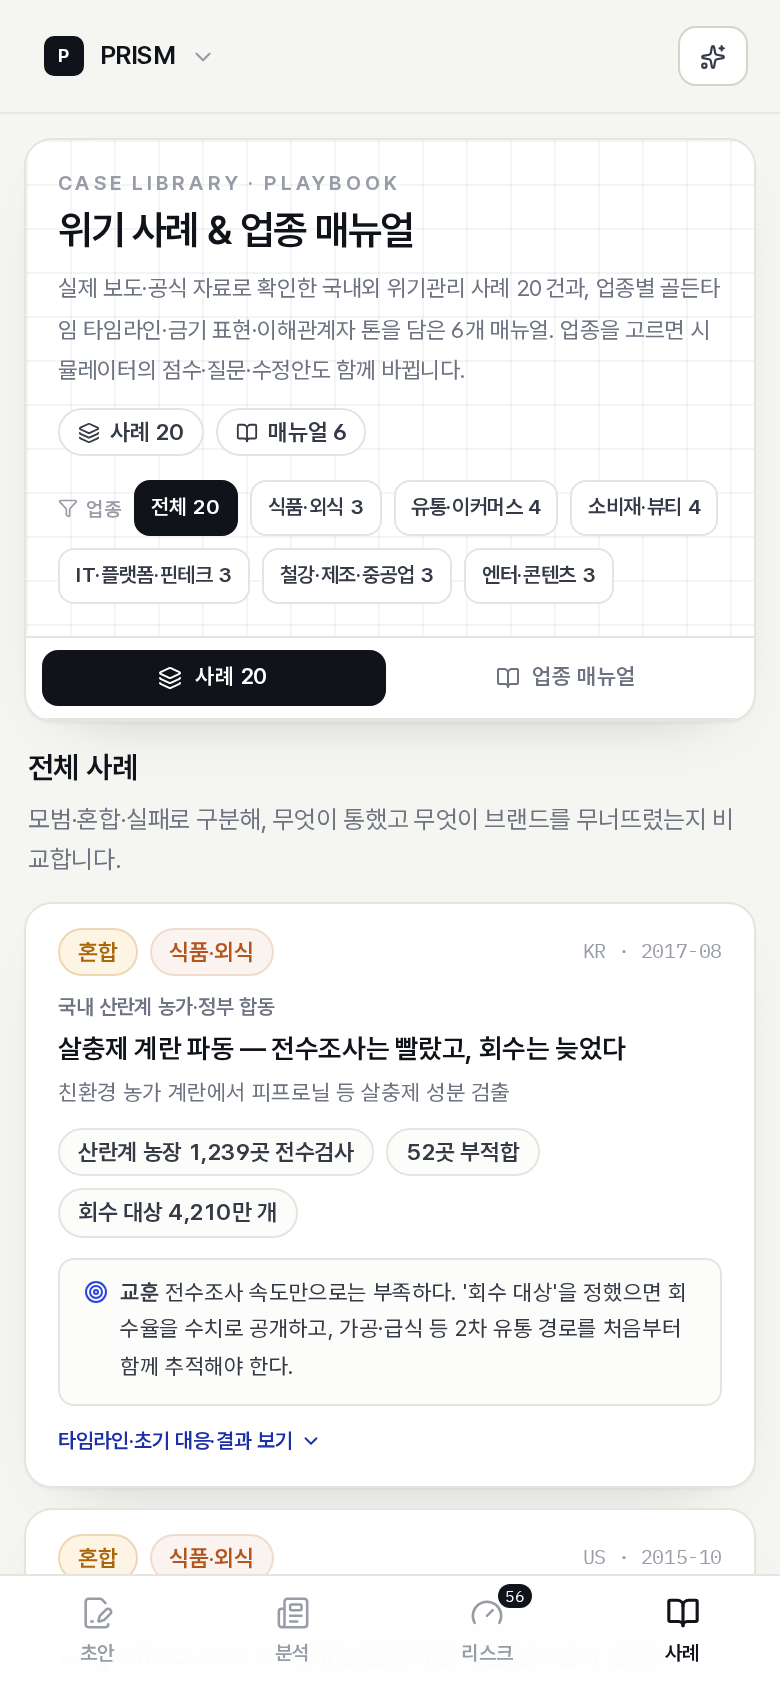 P PRISM
CASE LIBRARY · PLAYBOOK
위기 사례 & 업종 매뉴얼
실제 보도·공식 자료로 확인한 국내외 위기관리 사례 20건과, 업종별 골든타
임 타임라인·금기 표현·이해관계자 톤을 담은 6개 매뉴얼. 업종을 고르면 시
뮬레이터의 점수·질문·수정안도 함께 바뀝니다.
사례 20 매뉴얼 6
업종 전체 20 식품·외식 3 유통·이커머스 4 소비재·뷰티 4
IT·플랫폼·핀테크 3 철강·제조·중공업 3 엔터·콘텐츠 3
사례 20 업종 매뉴얼
전체 사례
모범·혼합·실패로 구분해, 무엇이 통했고 무엇이 브랜드를 무너뜨렸는지 비
교합니다.
혼합 식품·외식 KR · 2017-08
국내 산란계 농가·정부 합동
살충제 계란 파동 — 전수조사는 빨랐고, 회수는 늦었다
친환경 농가 계란에서 피프로닐 등 살충제 성분 검출
산란계 농장 1,239곳 전수검사 52곳 부적합
회수 대상 4,210만 개
교훈 전수조사 속도만으로는 부족하다. '회수 대상'을 정했으면 회
수율을 수치로 공개하고, 가공·급식 등 2차 유통 경로를 처음부터
함께 추적해야 한다.
타임라인·초기 대응·결과 보기
혼합 식품·외식 US · 2015-10
56
초안 분석 리스크 사례